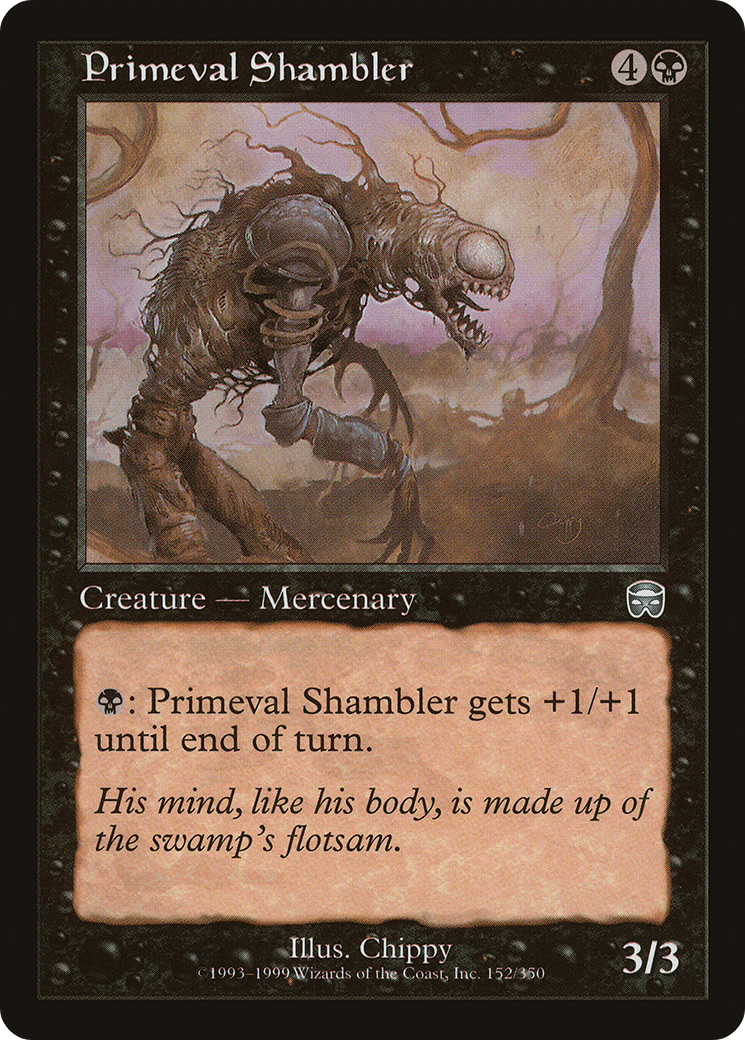 Primeval Shambler 4
Creature — Mercenary
: Primeval Shambler gets +1/+1
until end of turn.
His mind, like his body, is made up of
the swamp's flotsam.
Illus. Chippy
©1993–1999 Wizards of the Coast, Inc. 152/350
3/3